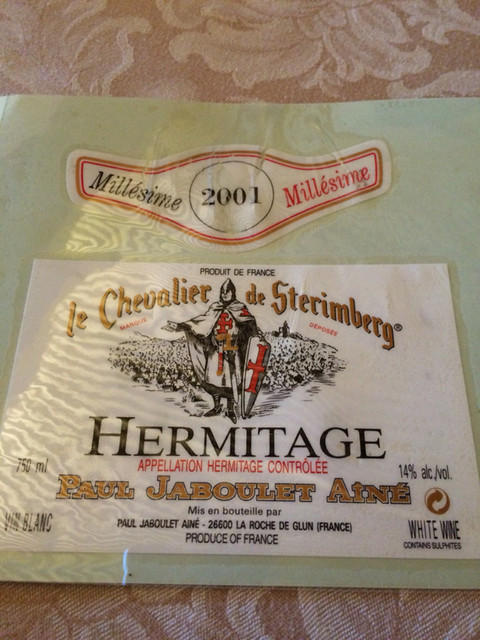 Millésime 2001 Millésime
PRODUIT DE FRANCE
le Chevalier de Sterimberg®
MARQUE DÉPOSÉE
HERMITAGE
APPELLATION HERMITAGE CONTRÔLÉE
750 ml 14% alc./vol.
PAUL JABOULET AÎNÉ
Mis en bouteille par
PAUL JABOULET AÎNÉ - 26600 LA ROCHE DE GLUN (FRANCE)
PRODUCE OF FRANCE
VIN BLANC
WHITE WINE
CONTAINS SULPHITES